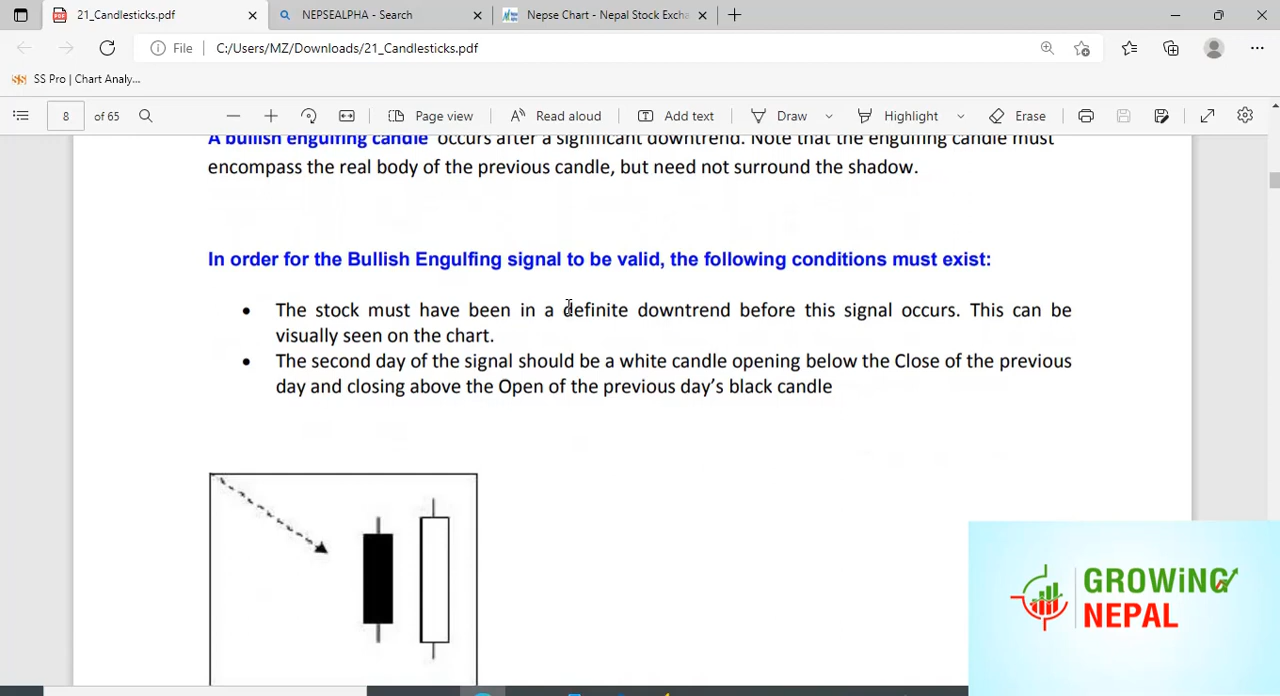 21_Candlesticks.pdf
NEPSEALPHA - Search
Nepse Chart - Nepal Stock Excha
File
C:/Users/MZ/Downloads/21_Candlesticks.pdf
SS Pro | Chart Analy...
8 of 65
Page view
Read aloud
Add text
Draw
Highlight
Erase
A bullish engulfing candle occurs after a significant downtrend. Note that the engulfing candle must
encompass the real body of the previous candle, but need not surround the shadow.
In order for the Bullish Engulfing signal to be valid, the following conditions must exist:
• The stock must have been in a definite downtrend before this signal occurs. This can be
visually seen on the chart.
• The second day of the signal should be a white candle opening below the Close of the previous
day and closing above the Open of the previous day’s black candle
GROWiNG
NEPAL